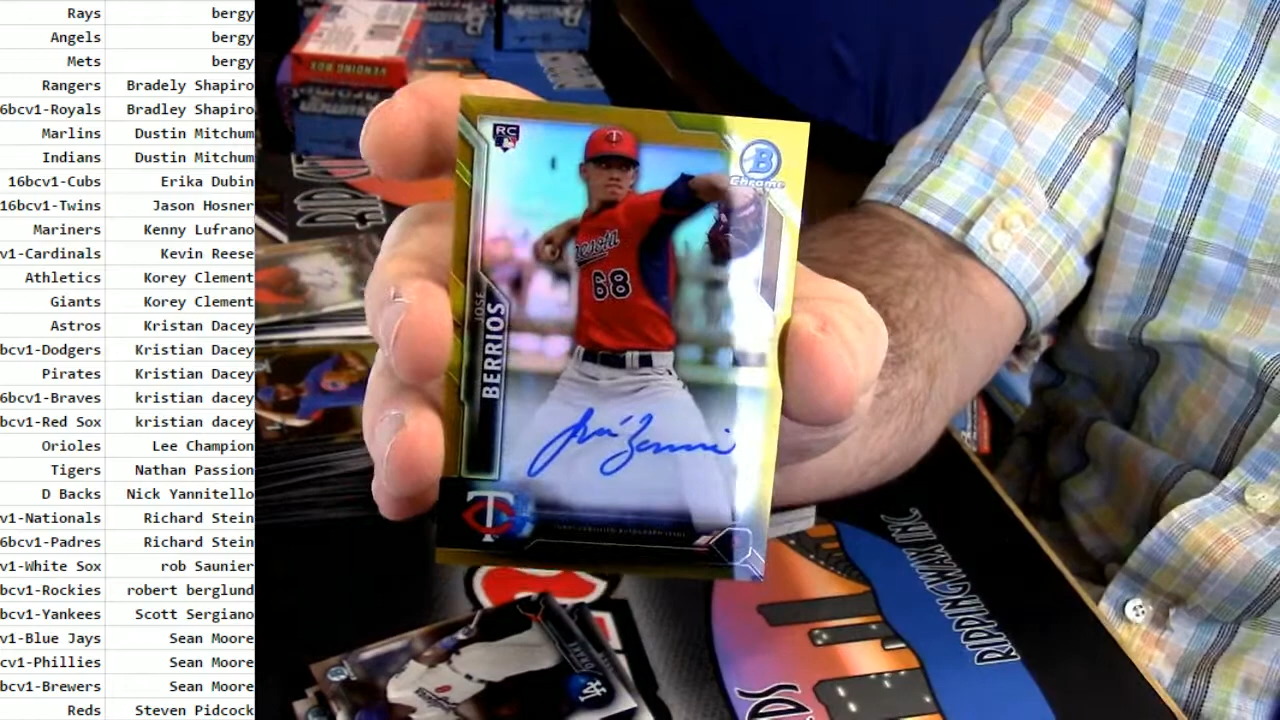 Rays bergy
Angels bergy
Mets bergy
Rangers Bradely Shapiro
6bcv1-Royals Bradley Shapiro
Marlins Dustin Mitchum
Indians Dustin Mitchum
16bcv1-Cubs Erika Dubin
16bcv1-Twins Jason Hosner
Mariners Kenny Lufrano
v1-Cardinals Kevin Reese
Athletics Korey Clement
Giants Korey Clement
Astros Kristan Dacey
bcv1-Dodgers Kristian Dacey
Pirates Kristian Dacey
6bcv1-Braves kristian dacey
bcv1-Red Sox kristian dacey
Orioles Lee Champion
Tigers Nathan Passion
D Backs Nick Yannitello
v1-Nationals Richard Stein
6bcv1-Padres Richard Stein
v1-White Sox rob Saunier
bcv1-Rockies robert berglund
bcv1-Yankees Scott Sergiano
v1-Blue Jays Sean Moore
cv1-Phillies Sean Moore
bcv1-Brewers Sean Moore
Reds Steven Pidcock
VENDING BOX
RC
B
Chrome
68
JOSE
BERRIOS
TC
RIPPINGWAX INC
DRAKE
LA